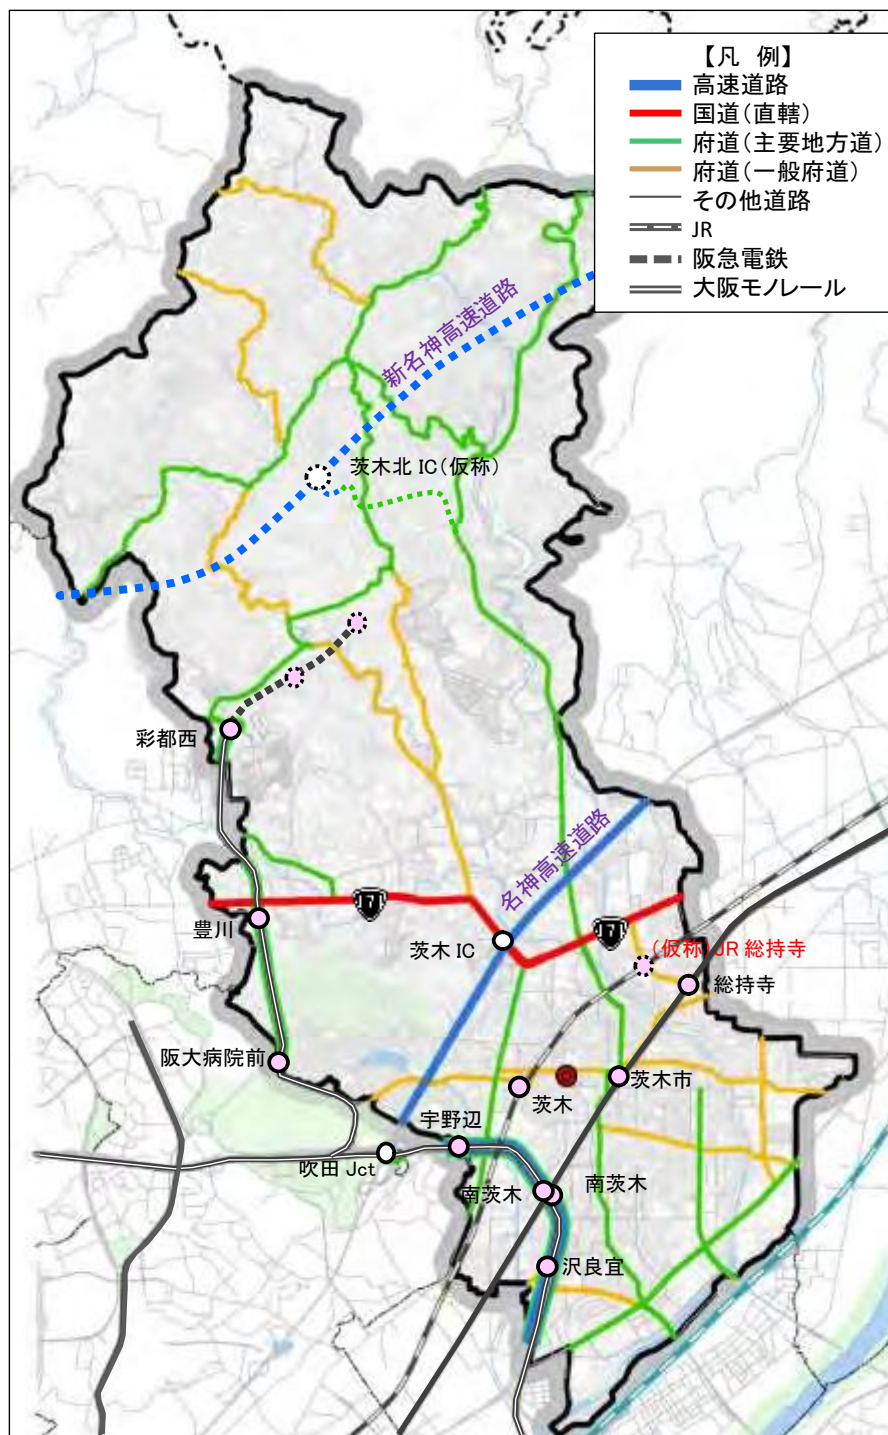 【凡 例】
高速道路
国道(直轄)
府道(主要地方道)
府道(一般府道)
その他道路
JR
阪急電鉄
大阪モノレール
新名神高速道路
茨木北 IC(仮称)
彩都西
名神高速道路
豊川
茨木 IC
(仮称)JR 総持寺
総持寺
阪大病院前
茨木市
茨木
宇野辺
吹田 Jct
南茨木
南茨木
沢良宜